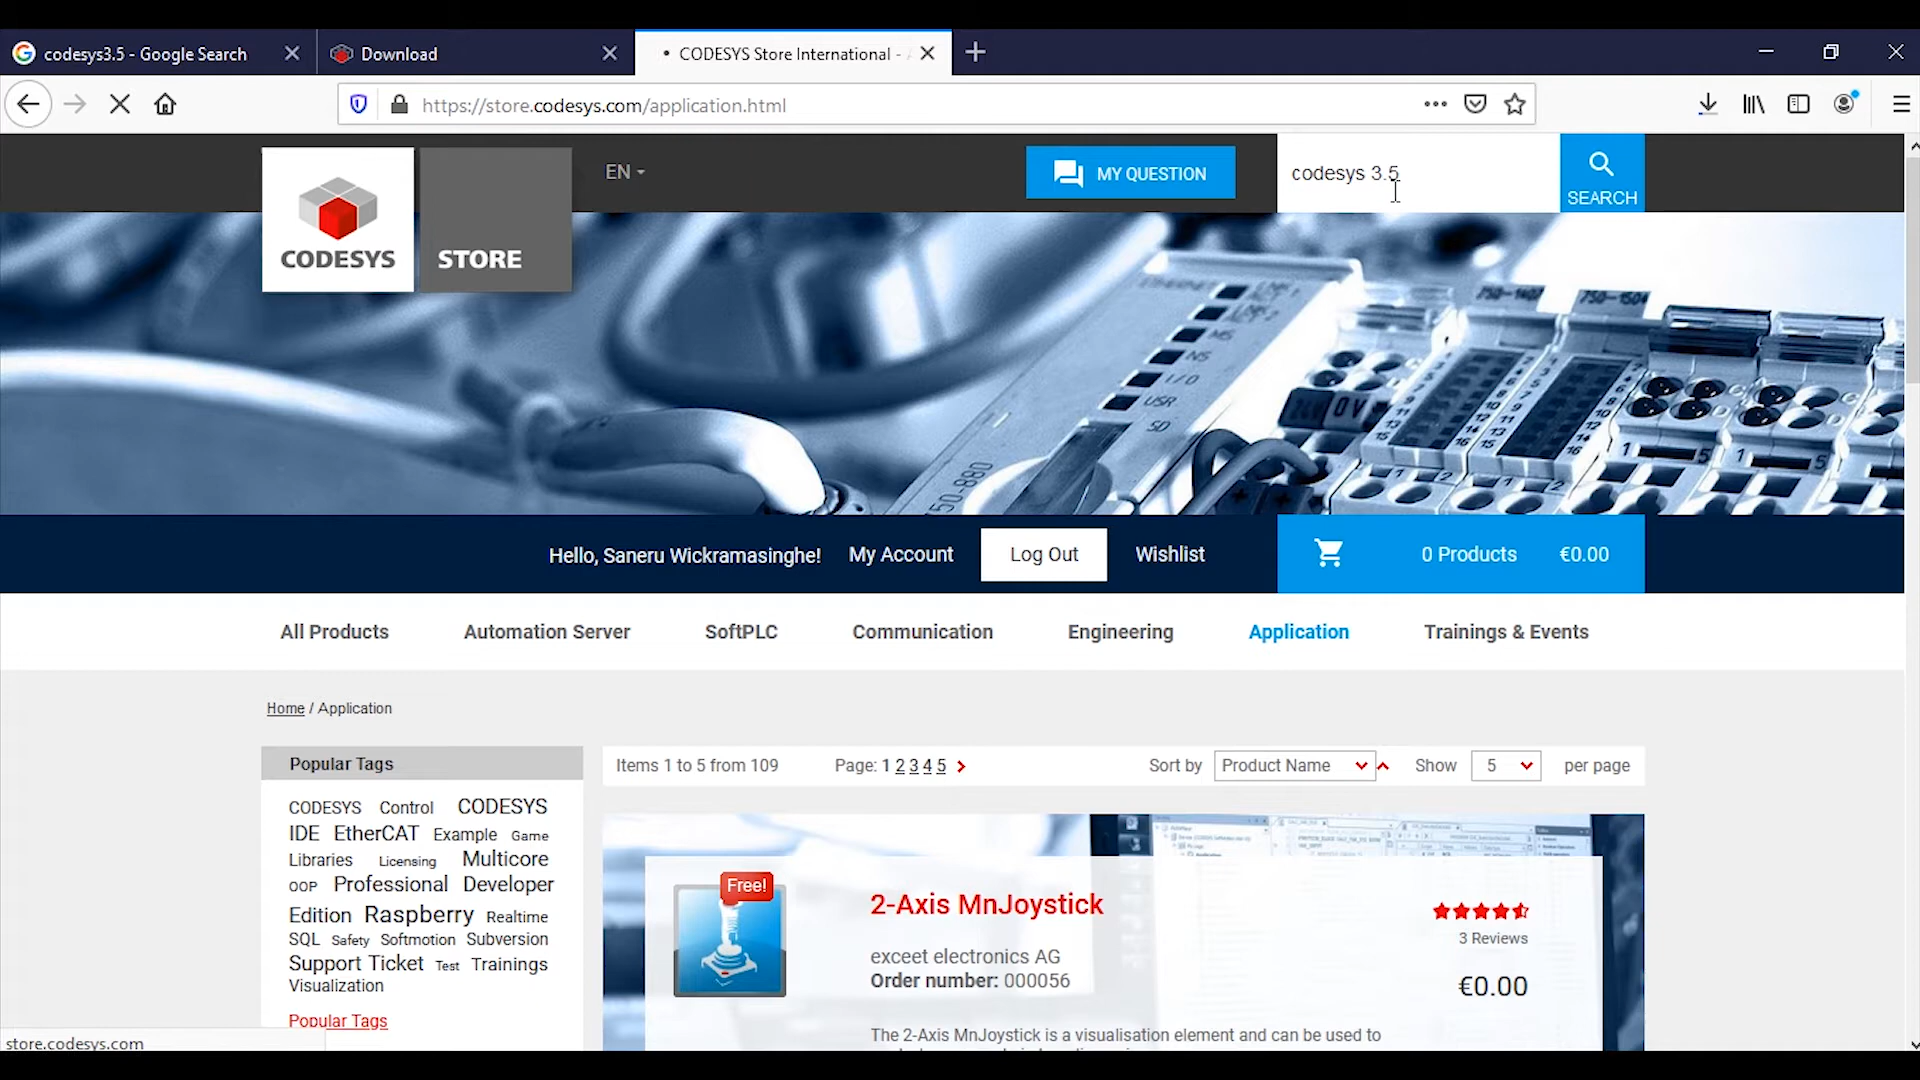 codesys3.5 - Google Search
Download
CODESYS Store International -
https://store.codesys.com/application.html
CODESYS
STORE
EN
MY QUESTION
codesys 3.5
SEARCH
Hello, Saneru Wickramasinghe!
My Account
Log Out
Wishlist
0 Products
€0.00
All Products
Automation Server
SoftPLC
Communication
Engineering
Application
Trainings & Events
Home / Application
Popular Tags
CODESYS Control CODESYS
IDE EtherCAT Example Game
Libraries Licensing Multicore
OOP Professional Developer
Edition Raspberry Realtime
SQL Safety Softmotion Subversion
Support Ticket Test Trainings
Visualization
Popular Tags
Items 1 to 5 from 109
Page: 1 2 3 4 5
Sort by
Product Name
Show
5
per page
Free!
2-Axis MnJoystick
exceet electronics AG
Order number: 000056
3 Reviews
€0.00
The 2-Axis MnJoystick is a visualisation element and can be used to
store.codesys.com